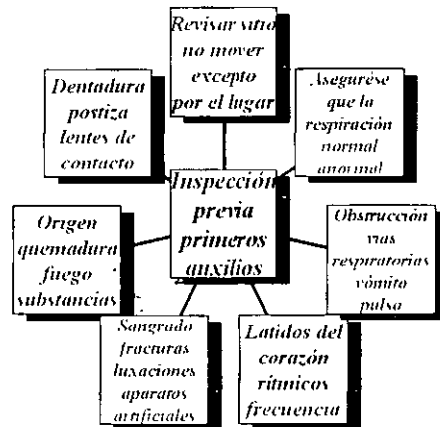 Revisar sitio
no mover
excepto
por el lugar
Asegurése
que la
respiración
normal
anormal
Obstrucción
vias
respiratorias
vómito
pulso
Latidos del
corazón
rítmicos
frecuencia
Sangrado
fracturas
luxaciones
aparatos
artificiales
Origen
quemadura
fuego
substancias
Dentadura
postiza
lentes de
contacto
Inspección
previa
primeros
auxilios